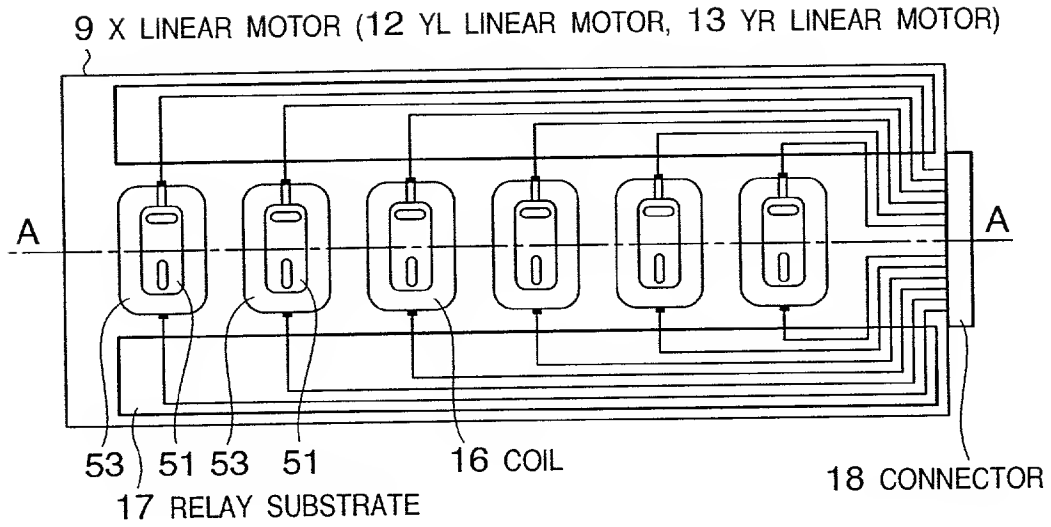 9 X LINEAR MOTOR (12 YL LINEAR MOTOR, 13 YR LINEAR MOTOR)
A A
53 51 53 51 16 COIL
18 CONNECTOR
17 RELAY SUBSTRATE